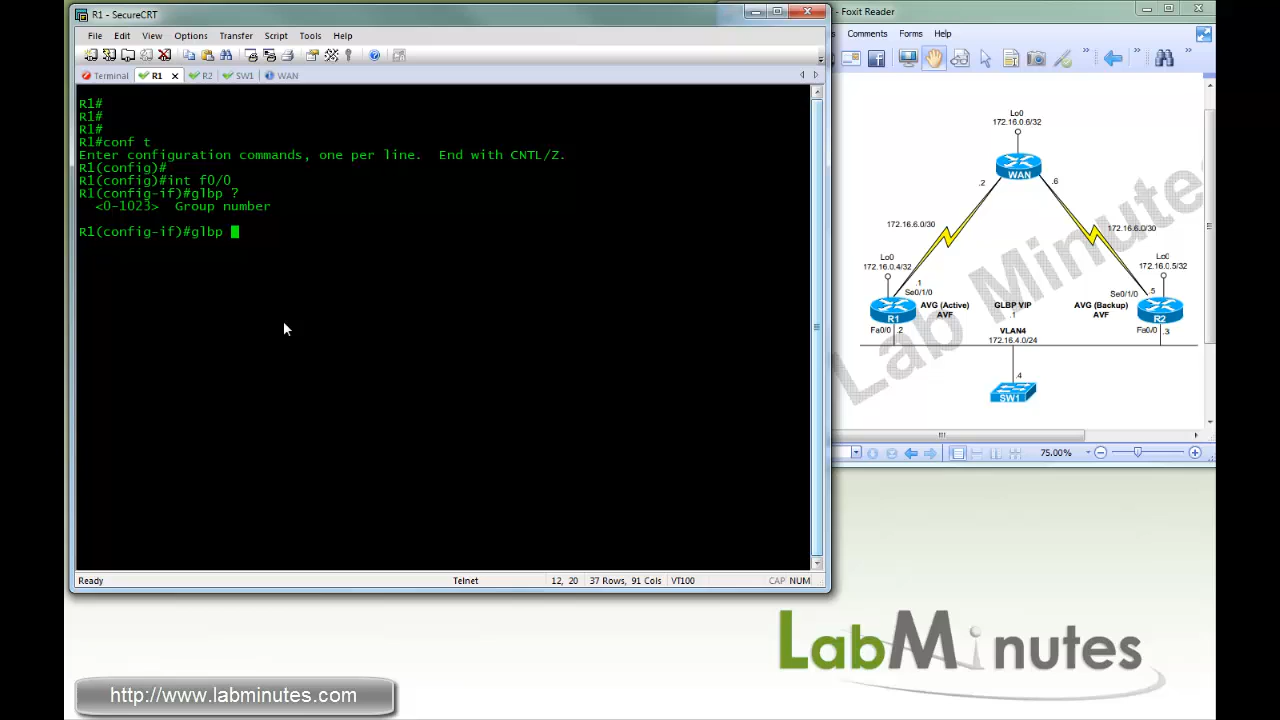 R1 - SecureCRT
File Edit View Options Transfer Script Tools Help
Terminal R1 R2 SW1 WAN
R1#
R1#
R1#
R1#conf t
Enter configuration commands, one per line. End with CNTL/Z.
R1(config)#
R1(config)#int f0/0
R1(config-if)#glbp ?
<0-1023> Group number
R1(config-if)#glbp
Ready Telnet 12, 20 37 Rows, 91 Cols VT100 CAP NUM
- Foxit Reader
Comments Forms Help
Lo0
172.16.0.6/32
WAN
.2 .6
172.16.6.0/30 172.16.6.0/30
Lo0 Lo0
172.16.0.4/32 172.16.0.5/32
.1 .5
Se0/1/0 Se0/1/0
R1 AVG (Active) GLBP VIP AVG (Backup) R2
AVF .1 AVF
Fa0/0 .2 VLAN4 Fa0/0 .3
172.16.4.0/24
.4
SW1
Lab Minutes
75.00%
LabMinutes
http://www.labminutes.com